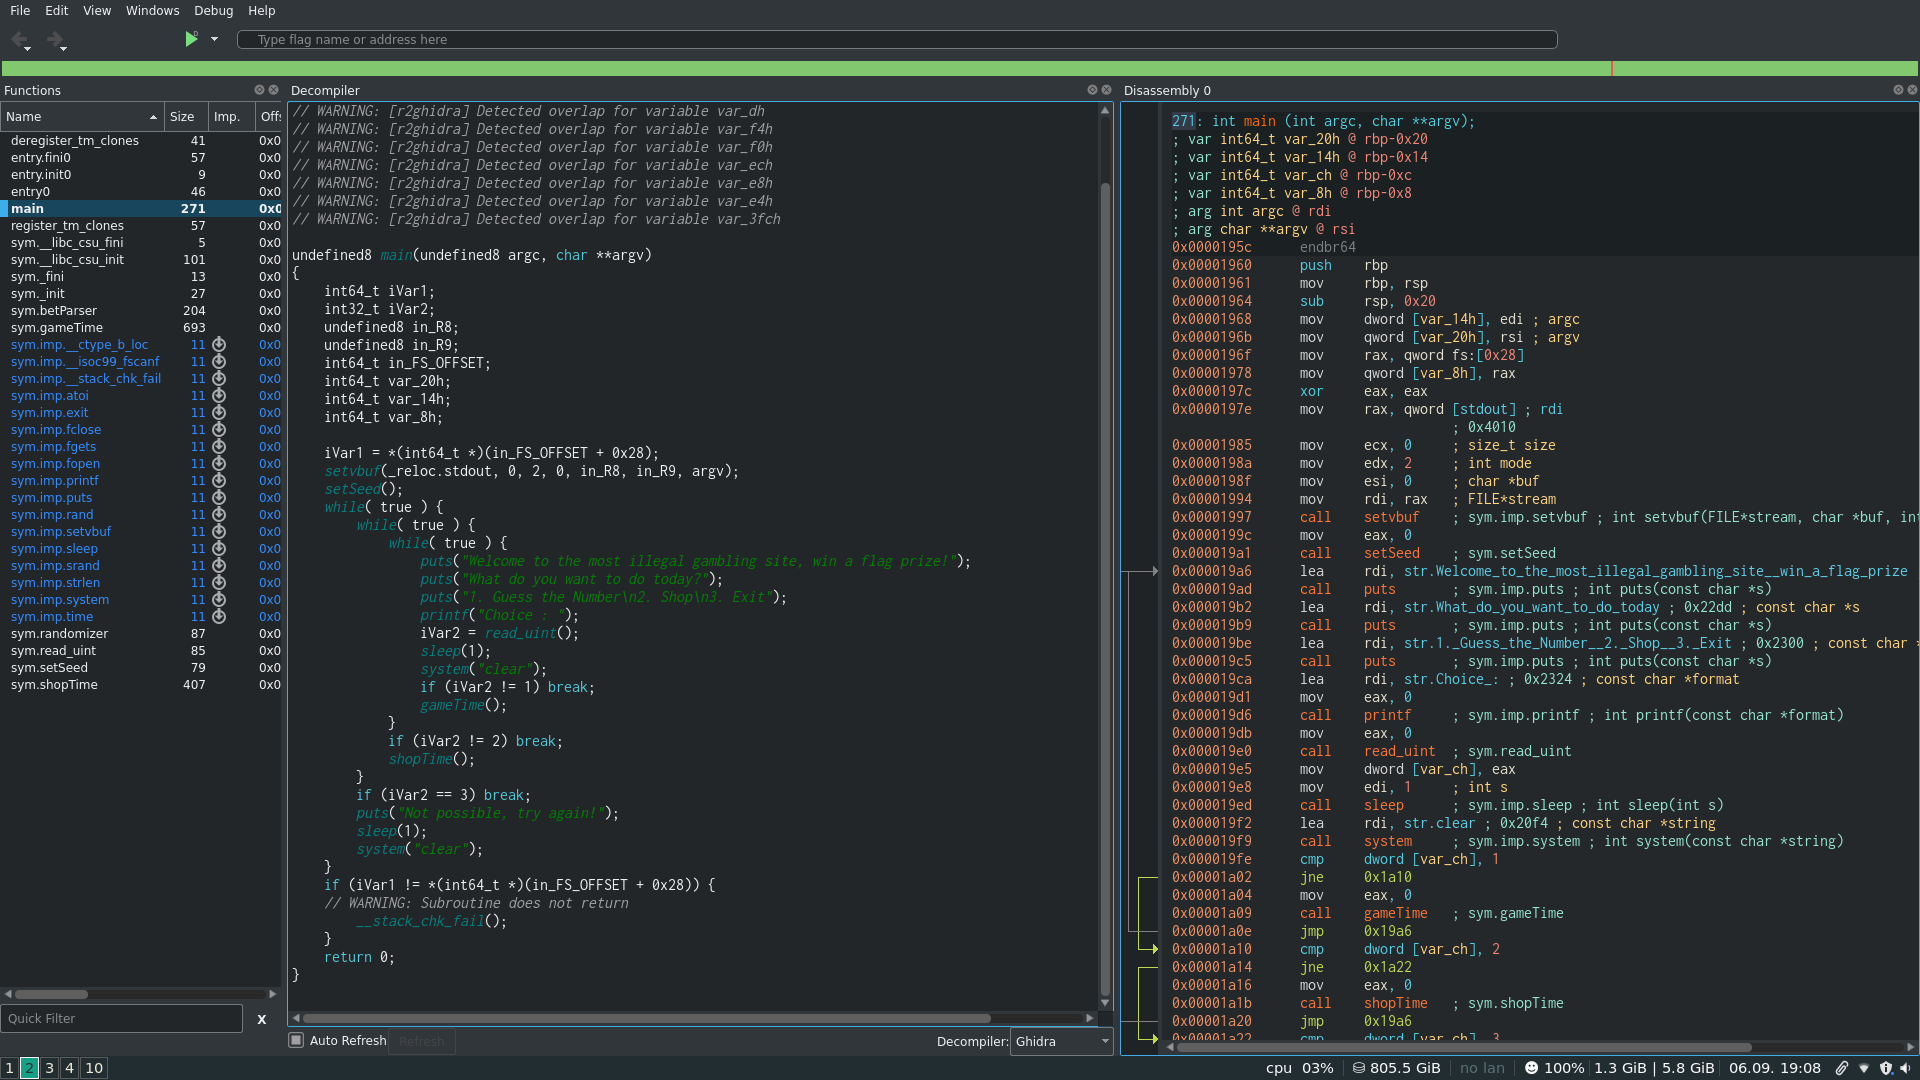 File Edit View Windows Debug Help
Type flag name or address here
Functions
Name Size Imp. Offs
deregister_tm_clones 41 0x0
entry.fini0 57 0x0
entry.init0 9 0x0
entry0 46 0x0
main 271 0x0
register_tm_clones 57 0x0
sym.__libc_csu_fini 5 0x0
sym.__libc_csu_init 101 0x0
sym._fini 13 0x0
sym._init 27 0x0
sym.betParser 204 0x0
sym.gameTime 693 0x0
sym.imp.__ctype_b_loc 11 0x0
sym.imp.__isoc99_fscanf 11 0x0
sym.imp.__stack_chk_fail 11 0x0
sym.imp.atoi 11 0x0
sym.imp.exit 11 0x0
sym.imp.fclose 11 0x0
sym.imp.fgets 11 0x0
sym.imp.fopen 11 0x0
sym.imp.printf 11 0x0
sym.imp.puts 11 0x0
sym.imp.rand 11 0x0
sym.imp.setvbuf 11 0x0
sym.imp.sleep 11 0x0
sym.imp.srand 11 0x0
sym.imp.strlen 11 0x0
sym.imp.system 11 0x0
sym.imp.time 11 0x0
sym.randomizer 87 0x0
sym.read_uint 85 0x0
sym.setSeed 79 0x0
sym.shopTime 407 0x0
Quick Filter X
Decompiler
// WARNING: [r2ghidra] Detected overlap for variable var_dh
// WARNING: [r2ghidra] Detected overlap for variable var_f4h
// WARNING: [r2ghidra] Detected overlap for variable var_f0h
// WARNING: [r2ghidra] Detected overlap for variable var_ech
// WARNING: [r2ghidra] Detected overlap for variable var_e8h
// WARNING: [r2ghidra] Detected overlap for variable var_e4h
// WARNING: [r2ghidra] Detected overlap for variable var_3fch
undefined8 main(undefined8 argc, char **argv)
{
int64_t iVar1;
int32_t iVar2;
undefined8 in_R8;
undefined8 in_R9;
int64_t in_FS_OFFSET;
int64_t var_20h;
int64_t var_14h;
int64_t var_8h;
iVar1 = *(int64_t *)(in_FS_OFFSET + 0x28);
setvbuf(_reloc.stdout, 0, 2, 0, in_R8, in_R9, argv);
setSeed();
while( true ) {
while( true ) {
while( true ) {
puts("Welcome to the most illegal gambling site, win a flag prize!");
puts("What do you want to do today?");
puts("1. Guess the Number\n2. Shop\n3. Exit");
printf("Choice : ");
iVar2 = read_uint();
sleep(1);
system("clear");
if (iVar2 != 1) break;
gameTime();
}
if (iVar2 != 2) break;
shopTime();
}
if (iVar2 == 3) break;
puts("Not possible, try again!");
sleep(1);
system("clear");
}
if (iVar1 != *(int64_t *)(in_FS_OFFSET + 0x28)) {
// WARNING: Subroutine does not return
__stack_chk_fail();
}
return 0;
}
Auto Refresh Refresh Decompiler: Ghidra
Disassembly 0
271: int main (int argc, char **argv);
; var int64_t var_20h @ rbp-0x20
; var int64_t var_14h @ rbp-0x14
; var int64_t var_ch @ rbp-0xc
; var int64_t var_8h @ rbp-0x8
; arg int argc @ rdi
; arg char **argv @ rsi
0x0000195c endbr64
0x00001960 push rbp
0x00001961 mov rbp, rsp
0x00001964 sub rsp, 0x20
0x00001968 mov dword [var_14h], edi ; argc
0x0000196b mov qword [var_20h], rsi ; argv
0x0000196f mov rax, qword fs:[0x28]
0x00001978 mov qword [var_8h], rax
0x0000197c xor eax, eax
0x0000197e mov rax, qword [stdout] ; rdi
; 0x4010
0x00001985 mov ecx, 0 ; size_t size
0x0000198a mov edx, 2 ; int mode
0x0000198f mov esi, 0 ; char *buf
0x00001994 mov rdi, rax ; FILE*stream
0x00001997 call setvbuf ; sym.imp.setvbuf ; int setvbuf(FILE*stream, char *buf, int
0x0000199c mov eax, 0
0x000019a1 call setSeed ; sym.setSeed
0x000019a6 lea rdi, str.Welcome_to_the_most_illegal_gambling_site__win_a_flag_prize
0x000019ad call puts ; sym.imp.puts ; int puts(const char *s)
0x000019b2 lea rdi, str.What_do_you_want_to_do_today ; 0x22dd ; const char *s
0x000019b9 call puts ; sym.imp.puts ; int puts(const char *s)
0x000019be lea rdi, str.1._Guess_the_Number__2._Shop__3._Exit ; 0x2300 ; const char *
0x000019c5 call puts ; sym.imp.puts ; int puts(const char *s)
0x000019ca lea rdi, str.Choice_: ; 0x2324 ; const char *format
0x000019d1 mov eax, 0
0x000019d6 call printf ; sym.imp.printf ; int printf(const char *format)
0x000019db mov eax, 0
0x000019e0 call read_uint ; sym.read_uint
0x000019e5 mov dword [var_ch], eax
0x000019e8 mov edi, 1 ; int s
0x000019ed call sleep ; sym.imp.sleep ; int sleep(int s)
0x000019f2 lea rdi, str.clear ; 0x20f4 ; const char *string
0x000019f9 call system ; sym.imp.system ; int system(const char *string)
0x000019fe cmp dword [var_ch], 1
0x00001a02 jne 0x1a10
0x00001a04 mov eax, 0
0x00001a09 call gameTime ; sym.gameTime
0x00001a0e jmp 0x19a6
0x00001a10 cmp dword [var_ch], 2
0x00001a14 jne 0x1a22
0x00001a16 mov eax, 0
0x00001a1b call shopTime ; sym.shopTime
0x00001a20 jmp 0x19a6
0x00001a22 cmp dword [var_ch], 3
1 2 3 4 10 cpu 03% 805.5 GiB no lan 100% 1.3 GiB | 5.8 GiB 06.09. 19:08